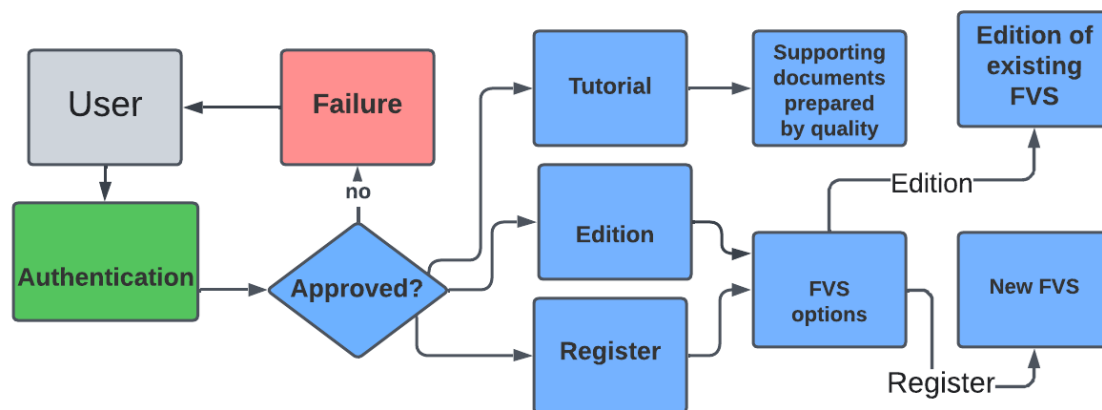 User
Failure
Tutorial
Supporting
documents
prepared
by quality
Edition of
existing
FVS
no
Edition
Authentication
Approved?
Edition
FVS
options
New FVS
Register
Register